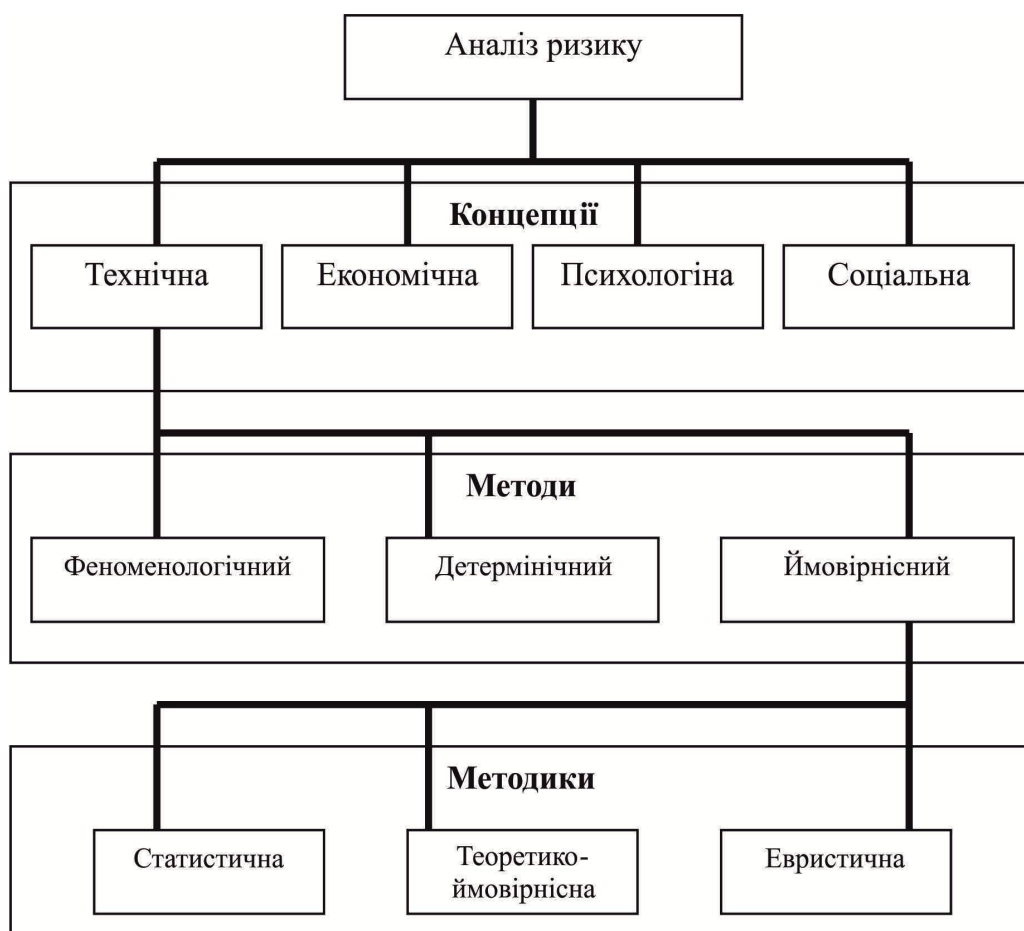 Аналіз ризику
Концепції
Технічна
Економічна
Психологіна
Соціальна
Методи
Феноменологічний
Детермінічний
Ймовірнісний
Методики
Статистична
Теоретико-
ймовірнісна
Евристична